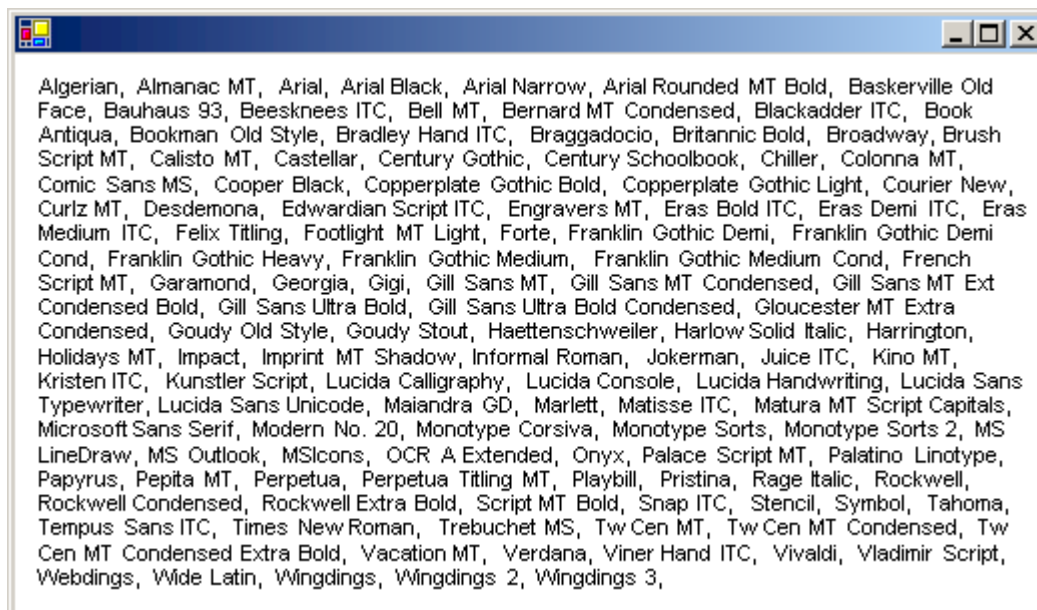 Algerian, Almanac MT, Arial, Arial Black, Arial Narrow, Arial Rounded MT Bold, Baskerville Old
Face, Bauhaus 93, Beesknees ITC, Bell MT, Bernard MT Condensed, Blackadder ITC, Book
Antiqua, Bookman Old Style, Bradley Hand ITC, Braggadocio, Britannic Bold, Broadway, Brush
Script MT, Calisto MT, Castellar, Century Gothic, Century Schoolbook, Chiller, Colonna MT,
Comic Sans MS, Cooper Black, Copperplate Gothic Bold, Copperplate Gothic Light, Courier New,
Curlz MT, Desdemona, Edwardian Script ITC, Engravers MT, Eras Bold ITC, Eras Demi ITC, Eras
Medium ITC, Felix Titling, Footlight MT Light, Forte, Franklin Gothic Demi, Franklin Gothic Demi
Cond, Franklin Gothic Heavy, Franklin Gothic Medium, Franklin Gothic Medium Cond, French
Script MT, Garamond, Georgia, Gigi, Gill Sans MT, Gill Sans MT Condensed, Gill Sans MT Ext
Condensed Bold, Gill Sans Ultra Bold, Gill Sans Ultra Bold Condensed, Gloucester MT Extra
Condensed, Goudy Old Style, Goudy Stout, Haettenschweiler, Harlow Solid Italic, Harrington,
Holidays MT, Impact, Imprint MT Shadow, Informal Roman, Jokerman, Juice ITC, Kino MT,
Kristen ITC, Kunstler Script, Lucida Calligraphy, Lucida Console, Lucida Handwriting, Lucida Sans
Typewriter, Lucida Sans Unicode, Maiandra GD, Marlett, Matisse ITC, Matura MT Script Capitals,
Microsoft Sans Serif, Modern No. 20, Monotype Corsiva, Monotype Sorts, Monotype Sorts 2, MS
LineDraw, MS Outlook, MSIcons, OCR A Extended, Onyx, Palace Script MT, Palatino Linotype,
Papyrus, Pepita MT, Perpetua, Perpetua Titling MT, Playbill, Pristina, Rage Italic, Rockwell,
Rockwell Condensed, Rockwell Extra Bold, Script MT Bold, Snap ITC, Stencil, Symbol, Tahoma,
Tempus Sans ITC, Times New Roman, Trebuchet MS, Tw Cen MT, Tw Cen MT Condensed, Tw
Cen MT Condensed Extra Bold, Vacation MT, Verdana, Viner Hand ITC, Vivaldi, Vladimir Script,
Webdings, Wide Latin, Wingdings, Wingdings 2, Wingdings 3,